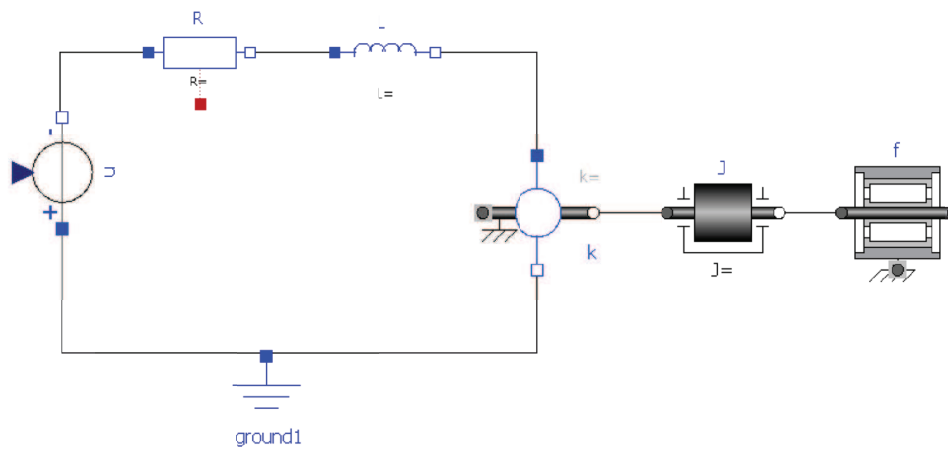 R
R=
-
+
k=
k
J
J=
f
ground1